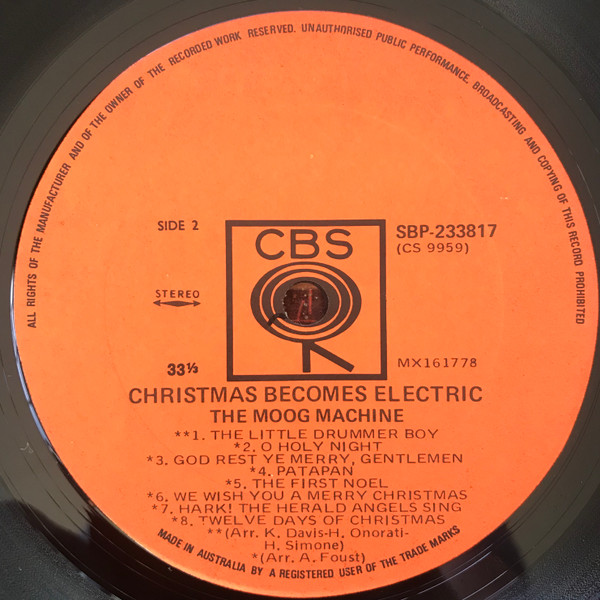 ALL RIGHTS OF THE MANUFACTURER AND OF THE OWNER OF THE RECORDED WORK RESERVED. UNAUTHORISED PUBLIC PERFORMANCE, BROADCASTING AND COPYING OF THIS RECORD PROHIBITED
SIDE 2
CBS
SBP-233817
(CS 9959)
STEREO
33⅓
MX161778
CHRISTMAS BECOMES ELECTRIC
THE MOOG MACHINE
**1. THE LITTLE DRUMMER BOY
*2. O HOLY NIGHT
*3. GOD REST YE MERRY, GENTLEMEN
*4. PATAPAN
*5. THE FIRST NOEL
*6. WE WISH YOU A MERRY CHRISTMAS
*7. HARK! THE HERALD ANGELS SING
*8. TWELVE DAYS OF CHRISTMAS
**(Arr. K. Davis-H. Onorati-
H. Simone)
*(Arr. A. Foust)
MADE IN AUSTRALIA BY A REGISTERED USER OF THE TRADE MARKS